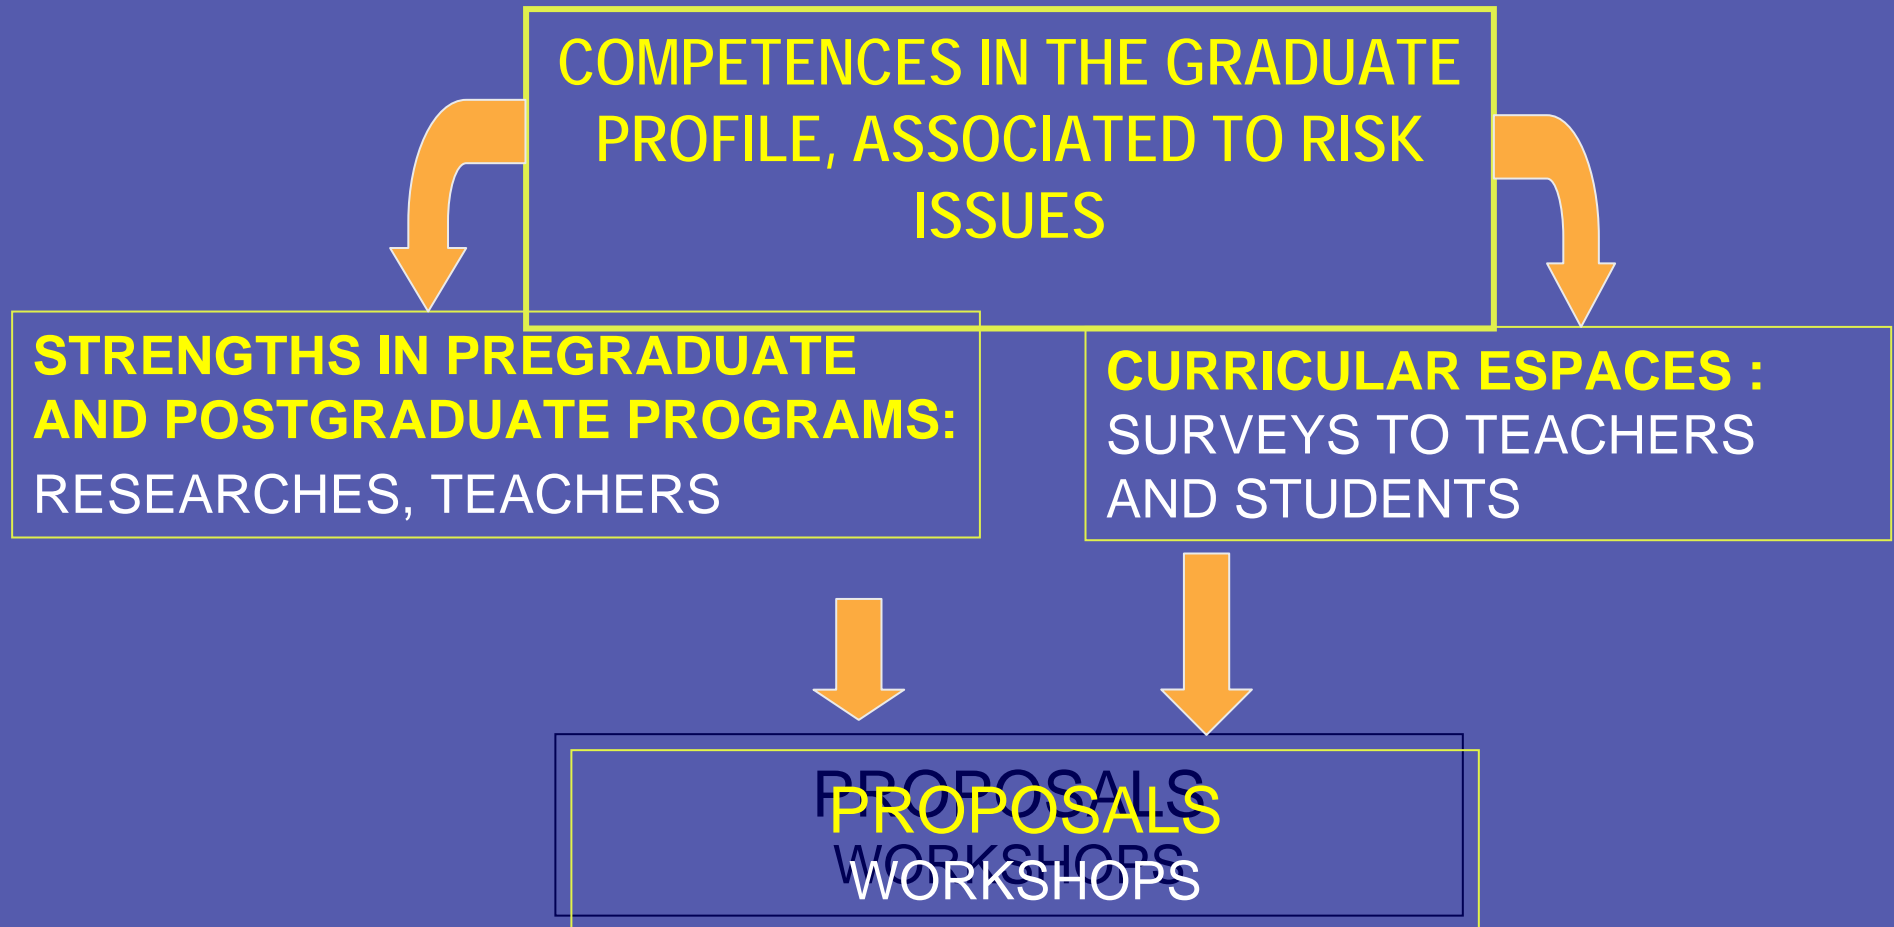 COMPETENCES IN THE GRADUATE
PROFILE, ASSOCIATED TO RISK
ISSUES
STRENGTHS IN PREGRADUATE
AND POSTGRADUATE PROGRAMS:
RESEARCHES, TEACHERS
CURRICULAR ESPACES :
SURVEYS TO TEACHERS
AND STUDENTS
PROPOSALS
WORKSHOPS